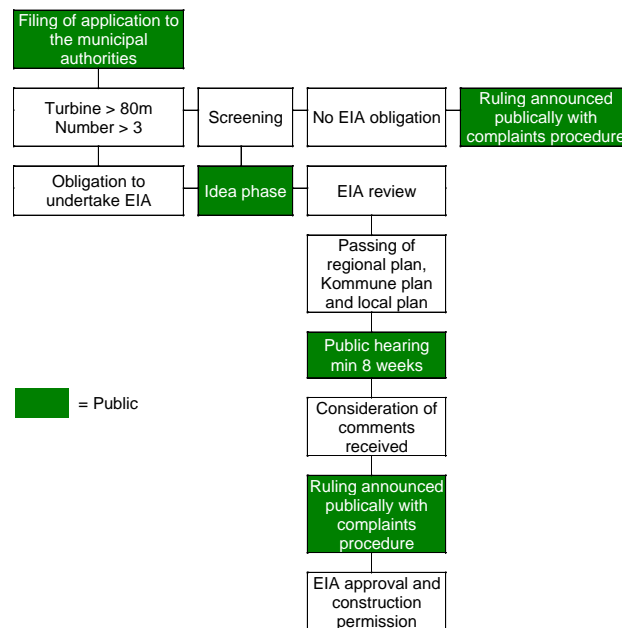 Filing of application to
the municipal
authorities
Turbine > 80m
Number > 3
Screening
No EIA obligation
Ruling announced
publically with
complaints procedure
Obligation to
undertake EIA
Idea phase
EIA review
Passing of
regional plan,
Kommune plan
and local plan
Public hearing
min 8 weeks
= Public
Consideration of
comments
received
Ruling announced
publically with
complaints
procedure
EIA approval and
construction
permission